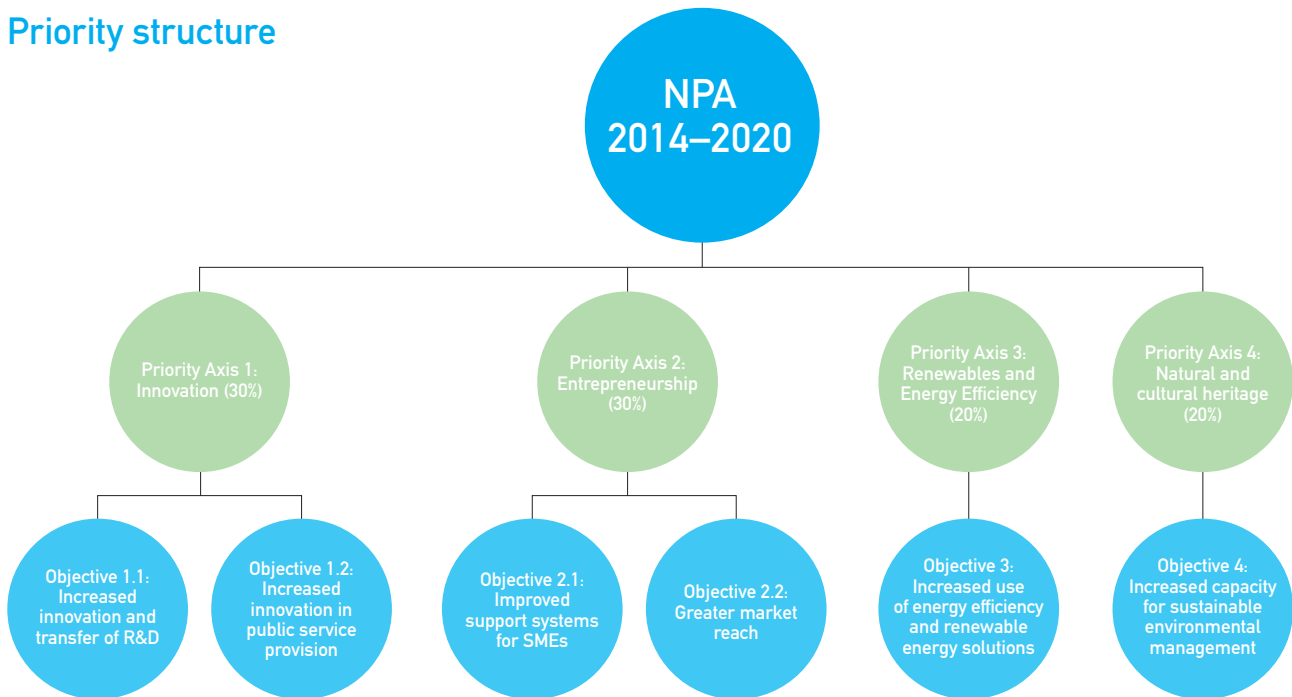 Priority structure
NPA
2014–2020
Priority Axis 1:
Innovation (30%)
Priority Axis 2:
Entrepreneurship
(30%)
Priority Axis 3:
Renewables and
Energy Efficiency
(20%)
Priority Axis 4:
Natural and
cultural heritage
(20%)
Objective 1.1:
Increased
innovation and
transfer of R&D
Objective 1.2:
Increased
innovation in
public service
provision
Objective 2.1:
Improved
support systems
for SMEs
Objective 2.2:
Greater market
reach
Objective 3:
Increased use
of energy efficiency
and renewable
energy solutions
Objective 4:
Increased capacity
for sustainable
environmental
management